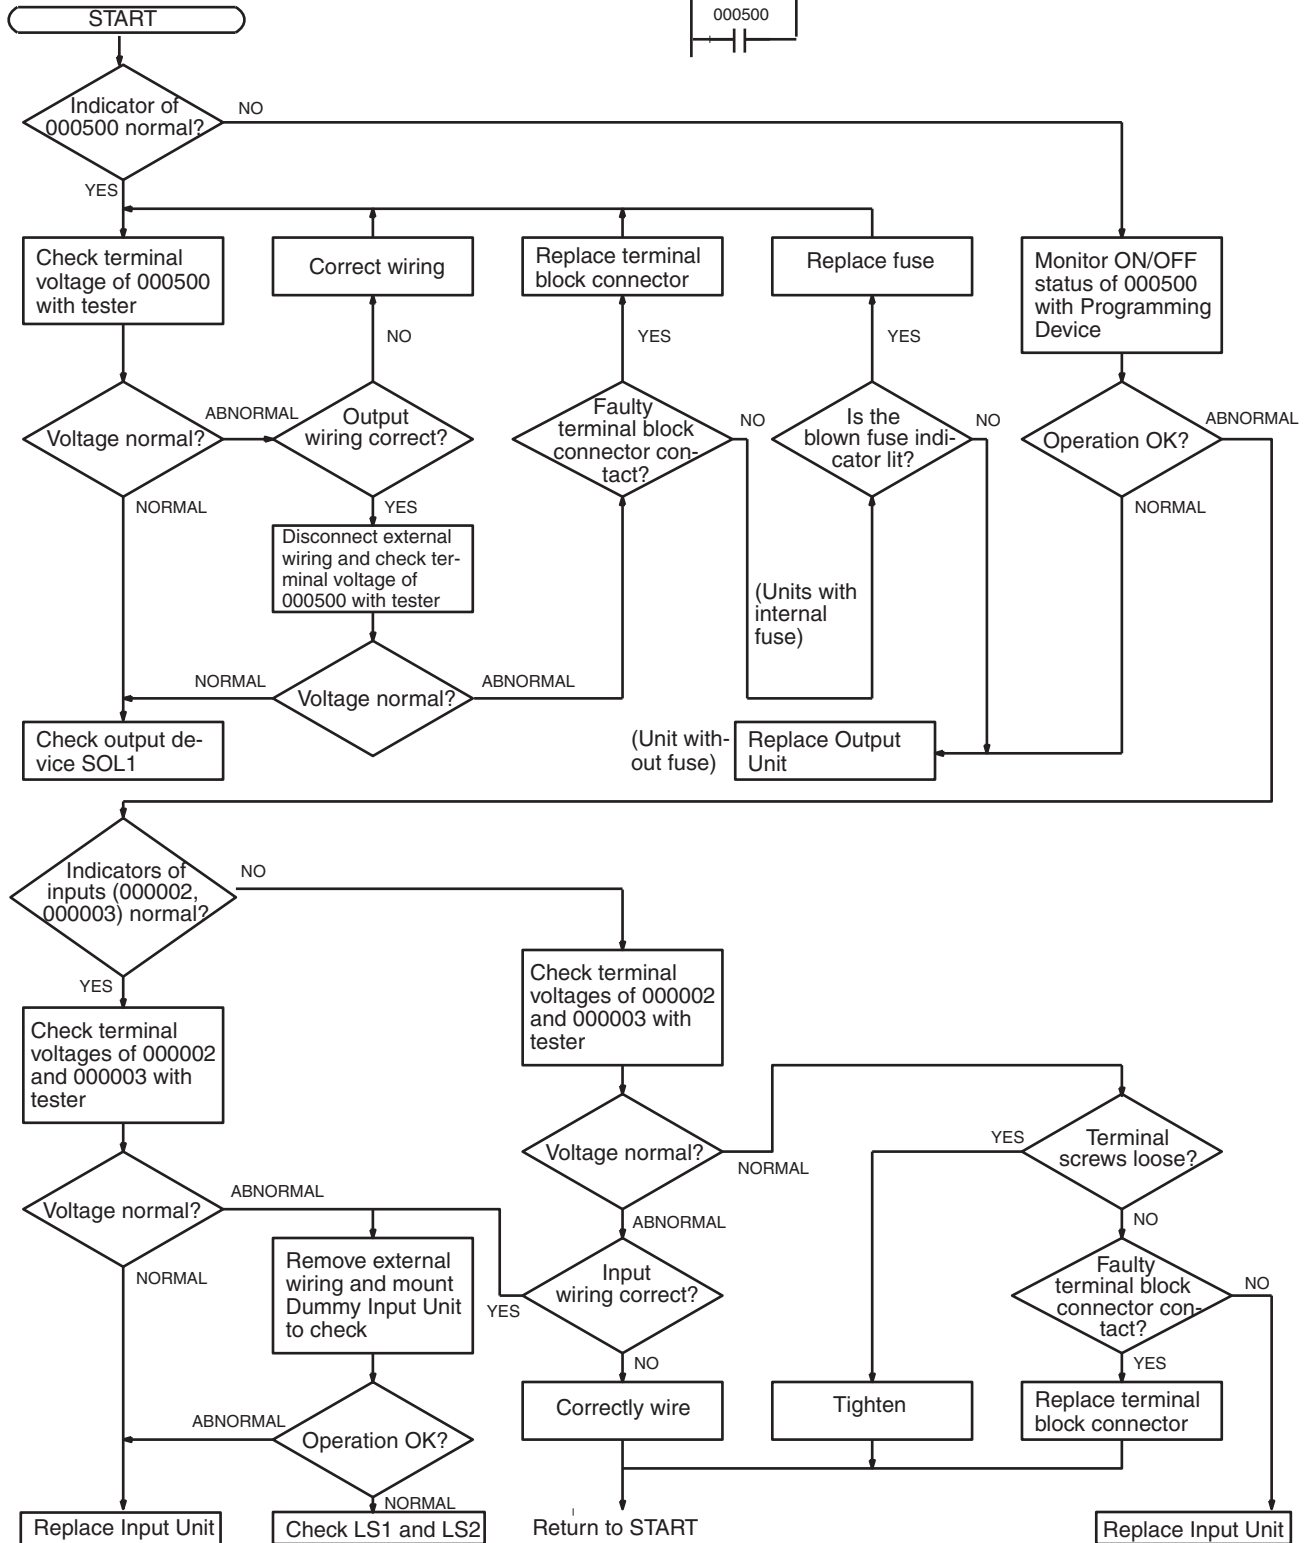 START
000500
Indicator of
000500 normal?
NO
YES
Check terminal
voltage of 000500
with tester
Correct wiring
Replace terminal
block connector
Replace fuse
Monitor ON/OFF
status of 000500
with Programming
Device
NO
YES
YES
Voltage normal?
ABNORMAL
Output
wiring correct?
Faulty
terminal block
connector con-
tact?
NO
Is the
blown fuse indi-
cator lit?
NO
Operation OK?
ABNORMAL
NORMAL
YES
NORMAL
Disconnect external
wiring and check ter-
minal voltage of
000500 with tester
(Units with
internal
fuse)
NORMAL
Voltage normal?
ABNORMAL
Check output de-
vice SOL1
(Unit with-
out fuse)
Replace Output
Unit
Indicators of
inputs (000002,
000003) normal?
NO
YES
Check terminal
voltages of 000002
and 000003 with
tester
Check terminal
voltages of 000002
and 000003 with
tester
Voltage normal?
NORMAL
YES
Terminal
screws loose?
Voltage normal?
ABNORMAL
ABNORMAL
NO
NORMAL
Remove external
wiring and mount
Dummy Input Unit
to check
YES
Input
wiring correct?
Faulty
terminal block
connector con-
tact?
NO
NO
YES
Correctly wire
Tighten
Replace terminal
block connector
ABNORMAL
Operation OK?
NORMAL
Replace Input Unit
Check LS1 and LS2
Return to START
Replace Input Unit